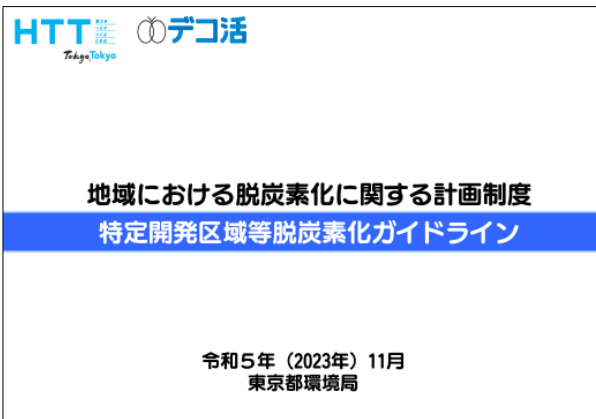 HTT
デコ活
Tokyo Tokyo
地域における脱炭素化に関する計画制度
特定開発区域等脱炭素化ガイドライン
令和5年（2023年）11月
東京都環境局